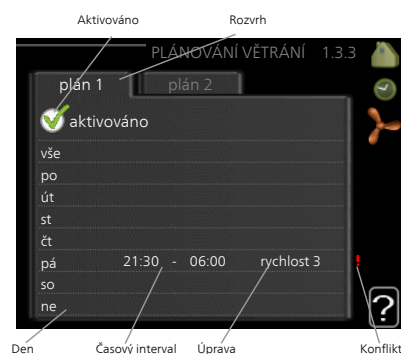 Aktivováno Rozvrh
PLÁNOVÁNÍ VĚTRÁNÍ 1.3.3
plán 1 plán 2
aktivováno
vše
po
út
st
čt
pá 21:30 - 06:00 rychlost 3 !
so
ne
?
Den Časový interval Úprava Konflikt